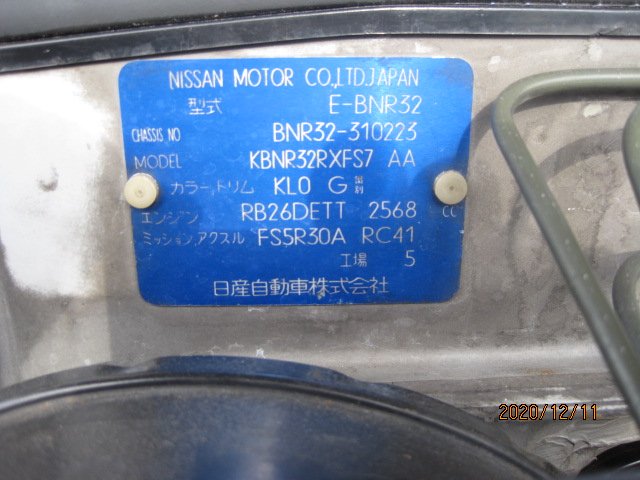 NISSAN MOTOR CO.,LTD.JAPAN
型式 E-BNR32
CHASSIS NO BNR32-310223
MODEL KBNR32RXFS7 AA
カラー,トリム KL0 G 識別
エンジン RB26DETT 2568 CC
ミッション,アクスル FS5R30A RC41
工場 5
日産自動車株式会社
2020/12/11